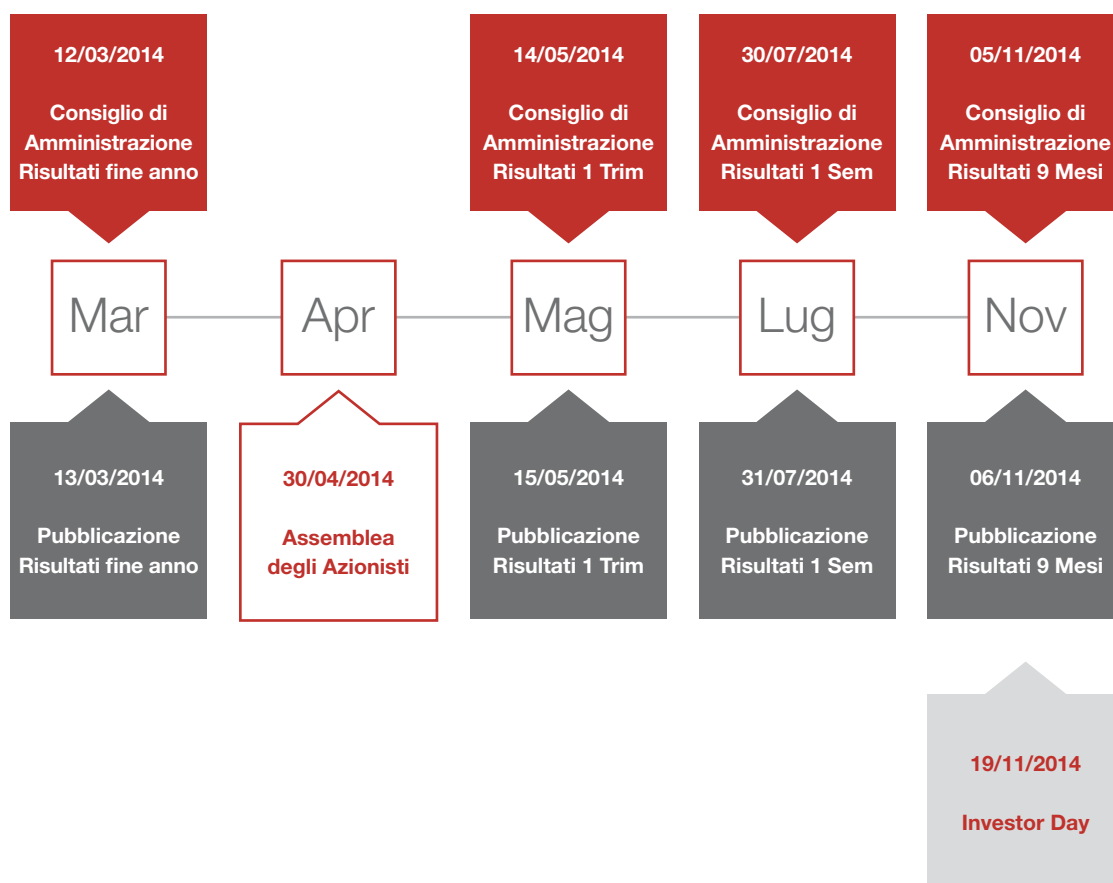 12/03/2014
Consiglio di
Amministrazione
Risultati fine anno
14/05/2014
Consiglio di
Amministrazione
Risultati 1 Trim
30/07/2014
Consiglio di
Amministrazione
Risultati 1 Sem
05/11/2014
Consiglio di
Amministrazione
Risultati 9 Mesi
Mar
Apr
Mag
Lug
Nov
13/03/2014
Pubblicazione
Risultati fine anno
30/04/2014
Assemblea
degli Azionisti
15/05/2014
Pubblicazione
Risultati 1 Trim
31/07/2014
Pubblicazione
Risultati 1 Sem
06/11/2014
Pubblicazione
Risultati 9 Mesi
19/11/2014
Investor Day